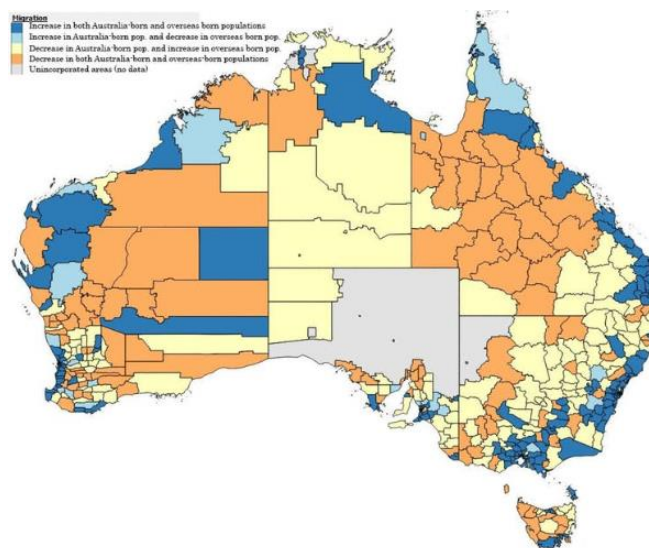 Migration
Increase in both Australia-born and overseas born populations
Increase in Australia-born pop. and decrease in overseas born pop.
Decrease in Australia-born pop. and increase in overseas born pop.
Decrease in both Australia-born and overseas-born populations
Unincorporated areas (no data)